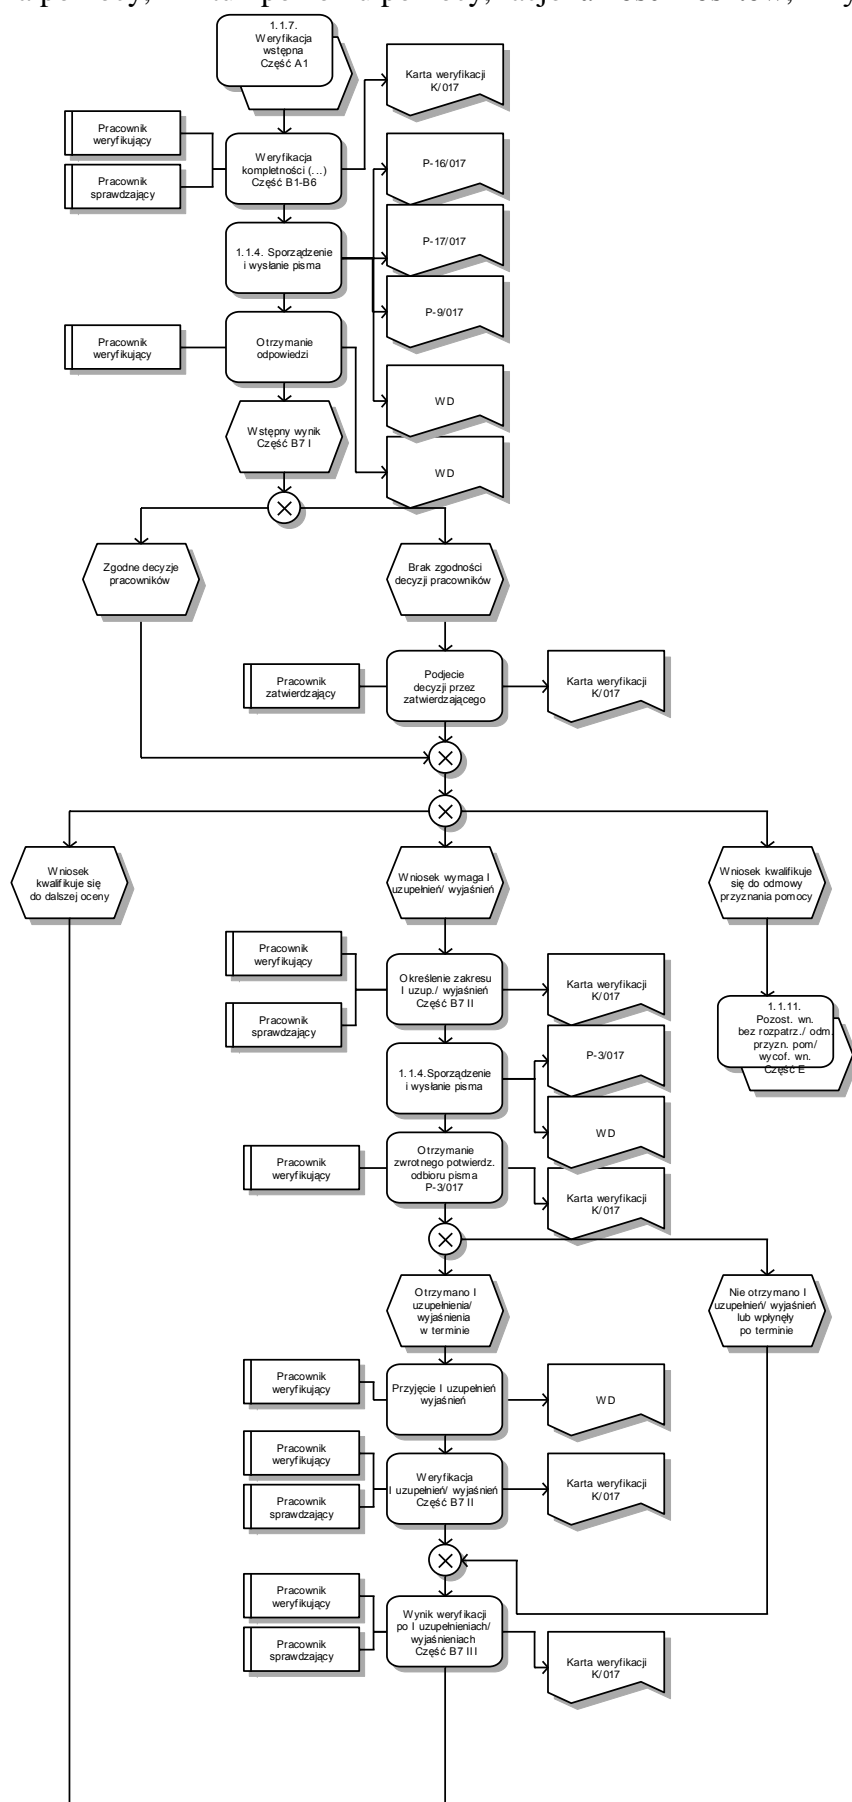 1.1.7.
Weryfikacja
wstępna
Część A1
Karta weryfikacji
K/017
Pracownik
weryfikujący
Pracownik
sprawdzający
Weryfikacja
kompletności (...)
Część B1-B6
P-16/017
1.1.4. Sporządzenie
i wysłanie pisma
P-17/017
P-9/017
Pracownik
weryfikujący
Otrzymanie
odpowiedzi
WD
Wstępny wynik
Część B7 I
WD
Zgodne decyzje
pracowników
Brak zgodności
decyzji pracowników
Pracownik
zatwierdzający
Podjecie
decyzji przez
zatwierdzającego
Karta weryfikacji
K/017
Wniosek
kwalifikuje się
do dalszej oceny
Wniosek wymaga I
uzupełnień/ wyjaśnień
Wniosek kwalifikuje
się do odmowy
przyznania pomocy
Pracownik
weryfikujący
Pracownik
sprawdzający
Określenie zakresu
I uzup./ wyjaśnień
Część B7 II
Karta weryfikacji
K/017
1.1.11.
Pozost. wn.
bez rozpatrz./ odm.
przyzn. pom/
wycof. wn.
Część E
1.1.4.Sporządzenie
i wysłanie pisma
P-3/017
WD
Pracownik
weryfikujący
Otrzymanie
zwrotnego potwierdz.
odbioru pisma
P-3/017
Karta weryfikacji
K/017
Otrzymano I
uzupełnienia/
wyjaśnienia
w terminie
Nie otrzymano I
uzupełnień/ wyjaśnień
lub wpłynęły
po terminie
Pracownik
weryfikujący
Przyjęcie I uzupełnień
wyjaśnień
WD
Pracownik
weryfikujący
Pracownik
sprawdzający
Weryfikacja
I uzupełnień/ wyjaśnień
Część B7 II
Karta weryfikacji
K/017
Pracownik
weryfikujący
Pracownik
sprawdzający
Wynik weryfikacji
po I uzupełnieniach/
wyjaśnieniach
Część B7 III
Karta weryfikacji
K/017